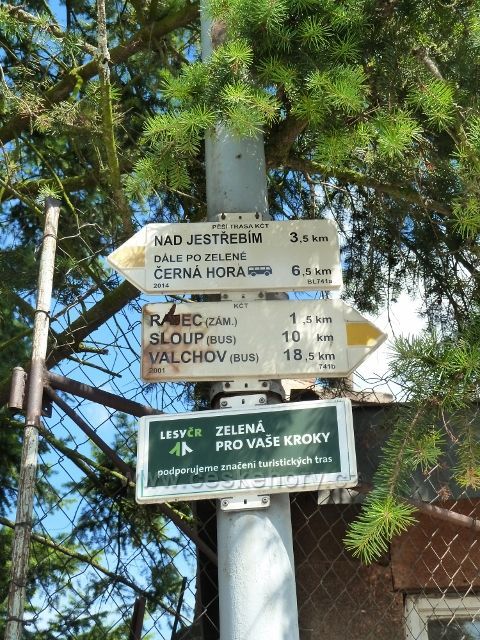 PĚŠÍ TRASA KČT
NAD JESTŘEBÍM 3,5 km
DÁLE PO ZELENÉ
ČERNÁ HORA 6,5 km
2014 BL741a
KČT
RÁJEC (ZÁM.) 1,5 km
SLOUP (BUS) 10 km
VALCHOV (BUS) 18,5 km
2001 741b
LESY ČR
ZELENÁ
PRO VAŠE KROKY
podporujeme značení turistických tras
www.ceskehory.cz